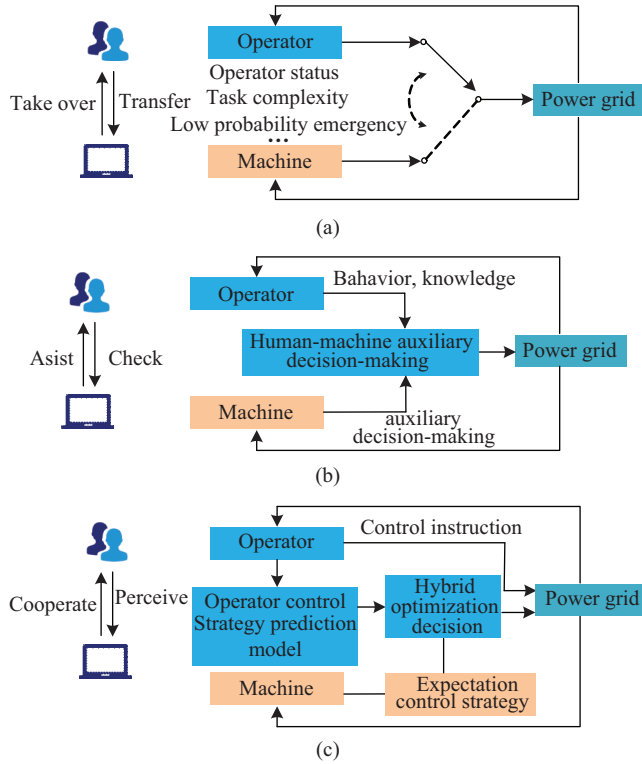 Operator
Operator status
Task complexity
Low probability emergency
...
Machine
Take over
Transfer
Power grid
(a)
Bahavior, knowledge
Operator
Human-machine auxiliary
decision-making
Power grid
Asist
Check
Machine
auxiliary
decision-making
(b)
Control instruction
Operator
Hybrid
optimization
decision
Power grid
Cooperate
Perceive
Operator control
Strategy prediction
model
Machine
Expectation
control strategy
(c)